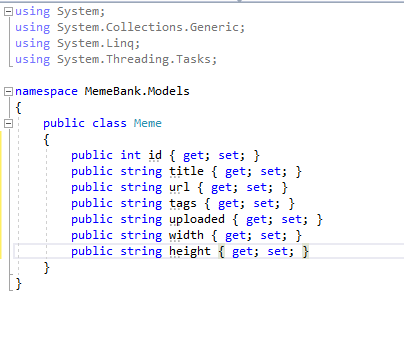 using System;
using System.Collections.Generic;
using System.Linq;
using System.Threading.Tasks;
namespace MemeBank.Models
{
public class Meme
{
public int id { get; set; }
public string title { get; set; }
public string url { get; set; }
public string tags { get; set; }
public string uploaded { get; set; }
public string width { get; set; }
public string height { get; set; }
}
}